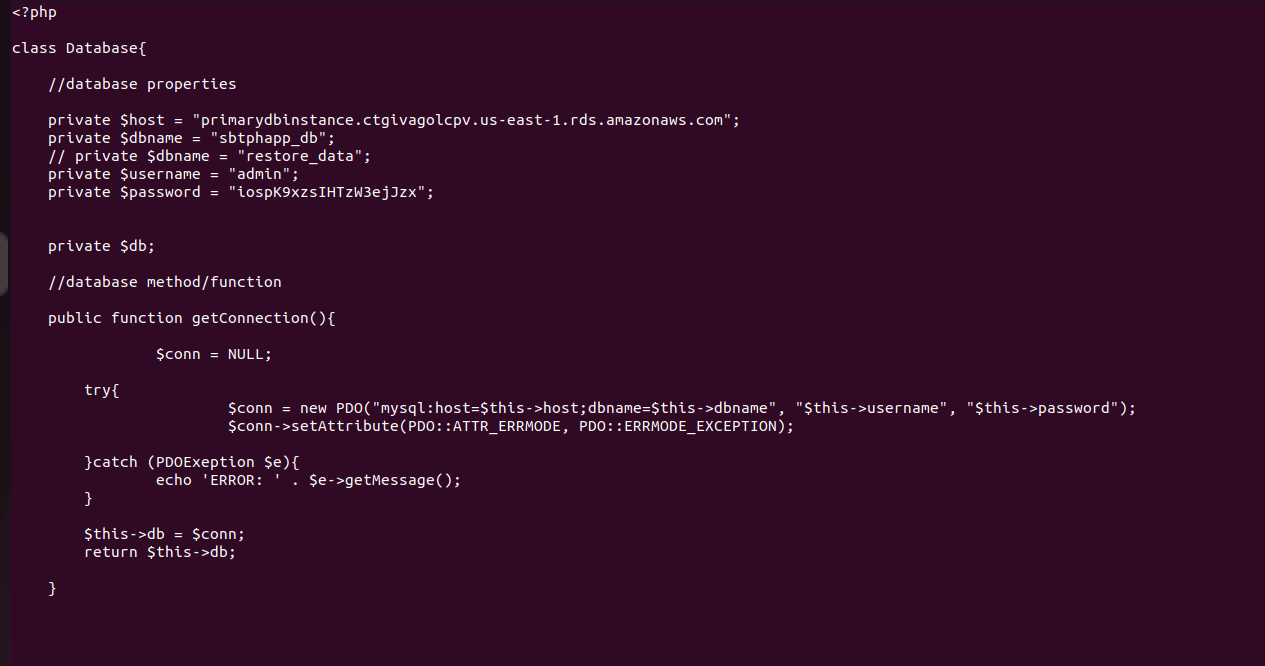 <?php
class Database{
//database properties
private $host = "primarydbinstance.ctgivagolcpv.us-east-1.rds.amazonaws.com";
private $dbname = "sbtphapp_db";
// private $dbname = "restore_data";
private $username = "admin";
private $password = "iospK9xzsIHTzW3ejJzx";
private $db;
//database method/function
public function getConnection(){
$conn = NULL;
try{
$conn = new PDO("mysql:host=$this->host;dbname=$this->dbname", "$this->username", "$this->password");
$conn->setAttribute(PDO::ATTR_ERRMODE, PDO::ERRMODE_EXCEPTION);
}catch (PDOExeption $e){
echo 'ERROR: ' . $e->getMessage();
}
$this->db = $conn;
return $this->db;
}